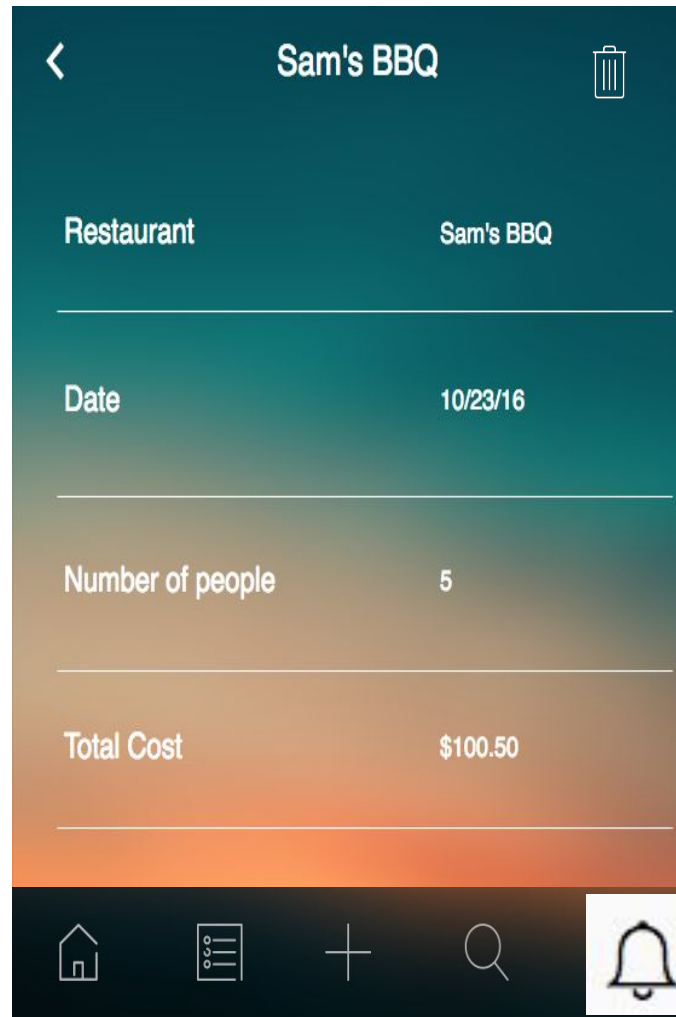 Sam's BBQ
Restaurant Sam's BBQ
Date 10/23/16
Number of people 5
Total Cost $100.50